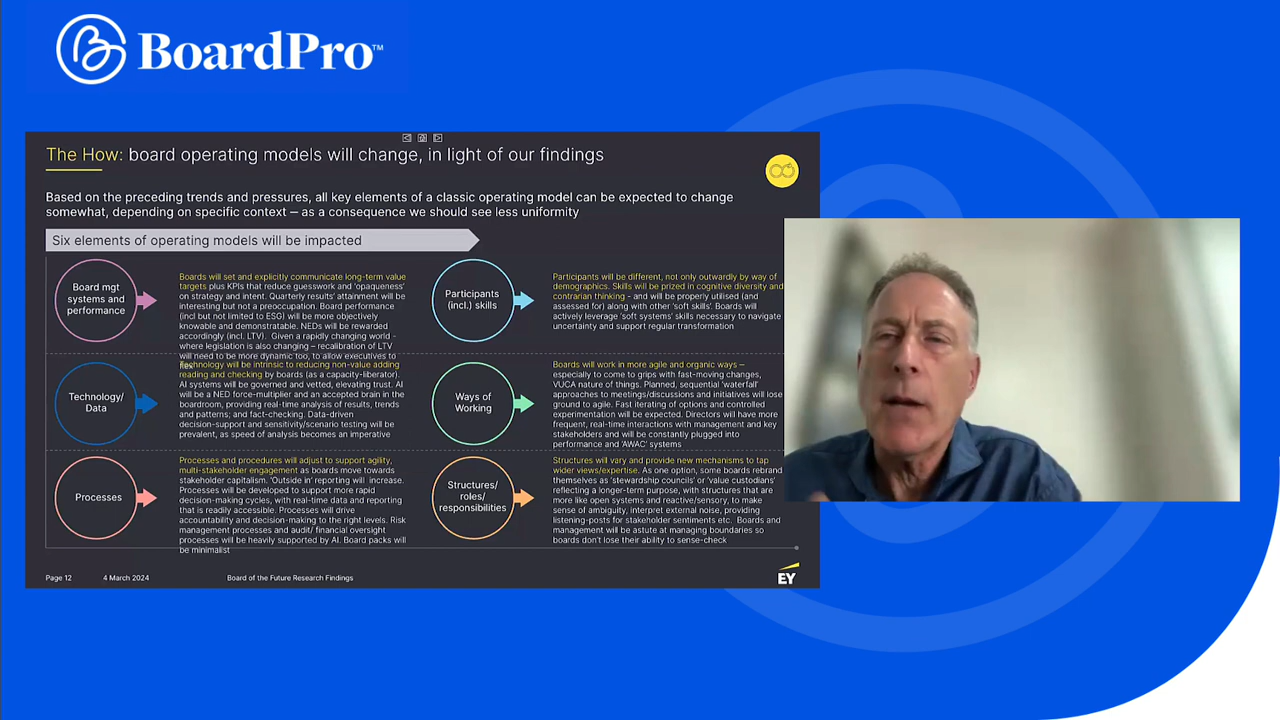 BoardPro™
The How: board operating models will change, in light of our findings
Based on the preceding trends and pressures, all key elements of a classic operating model can be expected to change
somewhat, depending on specific context – as a consequence we should see less uniformity
Six elements of operating models will be impacted
Board mgt
systems and
performance
Boards will set and explicitly communicate long-term value
targets plus KPIs that reduce guesswork and 'opaqueness'
on strategy and intent. Quarterly results' attainment will be
interesting but not a preoccupation. Board performance
(incl but not limited to ESG) will be more objectively
knowable and demonstratable. NEDs will be rewarded
accordingly (incl. LTV). Given a rapidly changing world -
where legislation is also changing – recalibration of LTV
will need to be more dynamic too, to allow executives to
flex
Participants
(incl.) skills
Participants will be different, not only outwardly by way of
demographics. Skills will be prized in cognitive diversity and
contrarian thinking - and will be properly utilised (and
assessed for) along with other 'soft skills'. Boards will
actively leverage 'soft systems' skills necessary to navigate
uncertainty and support regular transformation
Technology/
Data
Technology will be intrinsic to reducing non-value adding
reading and checking by boards (as a capacity-liberator).
AI systems will be governed and vetted, elevating trust. AI
will be a NED force-multiplier and an accepted brain in the
boardroom, providing real-time analysis of results, trends
and patterns; and fact-checking. Data-driven
decision-support and sensitivity/scenario testing will be
prevalent, as speed of analysis becomes an imperative
Ways of
Working
Boards will work in more agile and organic ways –
especially to come to grips with fast-moving changes,
VUCA nature of things. Planned, sequential 'waterfall'
approaches to meetings/discussions and initiatives will lose
ground to agile. Fast iterating of options and controlled
experimentation will be expected. Directors will have more
frequent, real-time interactions with management and key
stakeholders and will be constantly plugged into
performance and 'AWAC' systems
Processes
Processes and procedures will adjust to support agility,
multi-stakeholder engagement as boards move towards
stakeholder capitalism. 'Outside in' reporting will increase.
Processes will be developed to support more rapid
decision-making cycles, with real-time data and reporting
that is readily accessible. Processes will drive
accountability and decision-making to the right levels. Risk
management processes and audit/ financial oversight
processes will be heavily supported by AI. Board packs will
be minimalist
Structures/
roles/
responsibilities
Structures will vary and provide new mechanisms to tap
wider views/expertise. As one option, some boards rebrand
themselves as 'stewardship councils' or 'value custodians'
reflecting a longer-term purpose, with structures that are
more like open systems and reactive/sensory, to make
sense of ambiguity, interpret external noise, providing
listening-posts for stakeholder sentiments etc. Boards and
management will be astute at managing boundaries so
boards don't lose their ability to sense-check
Page 12
4 March 2024
Board of the Future Research Findings
EY